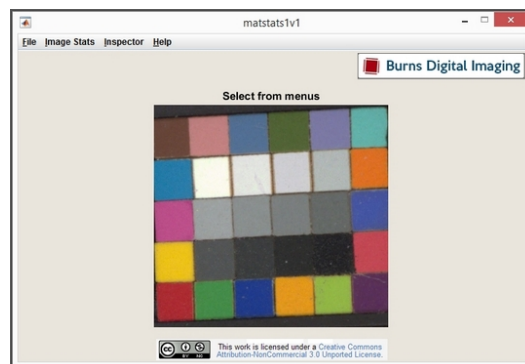 matstats1v1
File Image Stats Inspector Help
Burns Digital Imaging
Select from menus
This work is licensed under a Creative Commons
Attribution-NonCommercial 3.0 Unported License.